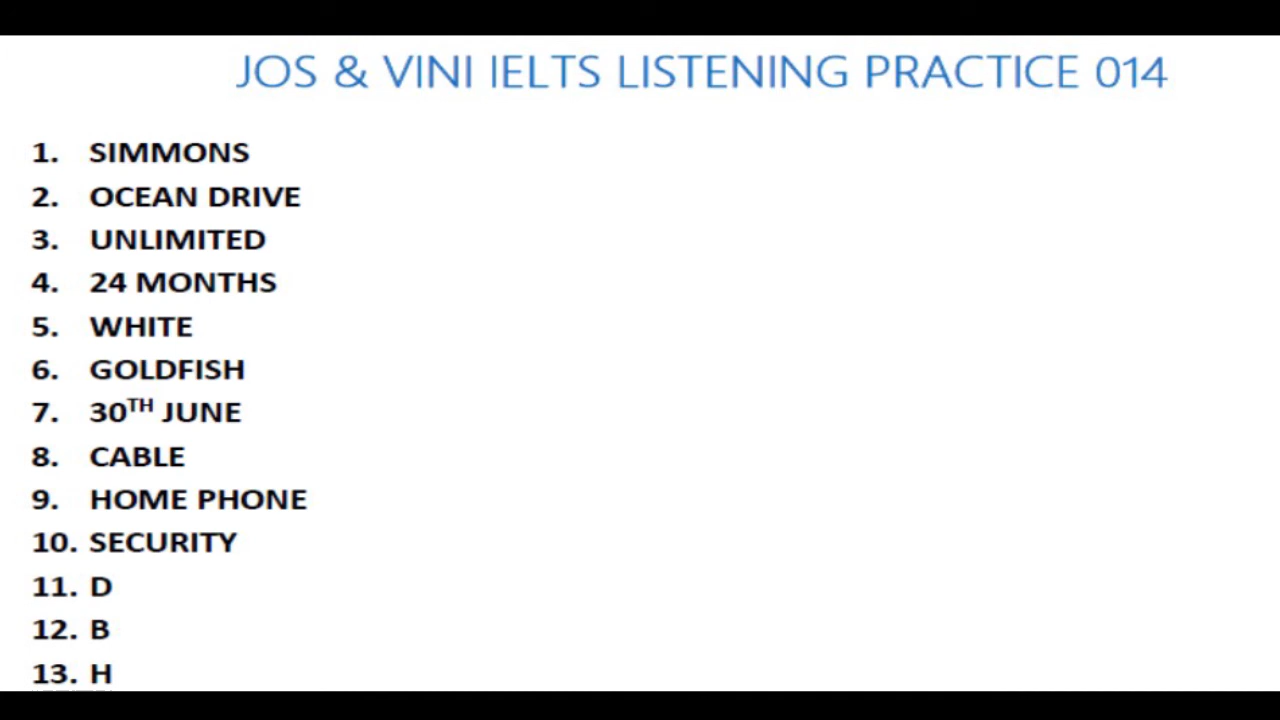 JOS & VINI IELTS LISTENING PRACTICE 014
1. SIMMONS
2. OCEAN DRIVE
3. UNLIMITED
4. 24 MONTHS
5. WHITE
6. GOLDFISH
7. 30TH JUNE
8. CABLE
9. HOME PHONE
10. SECURITY
11. D
12. B
13. H